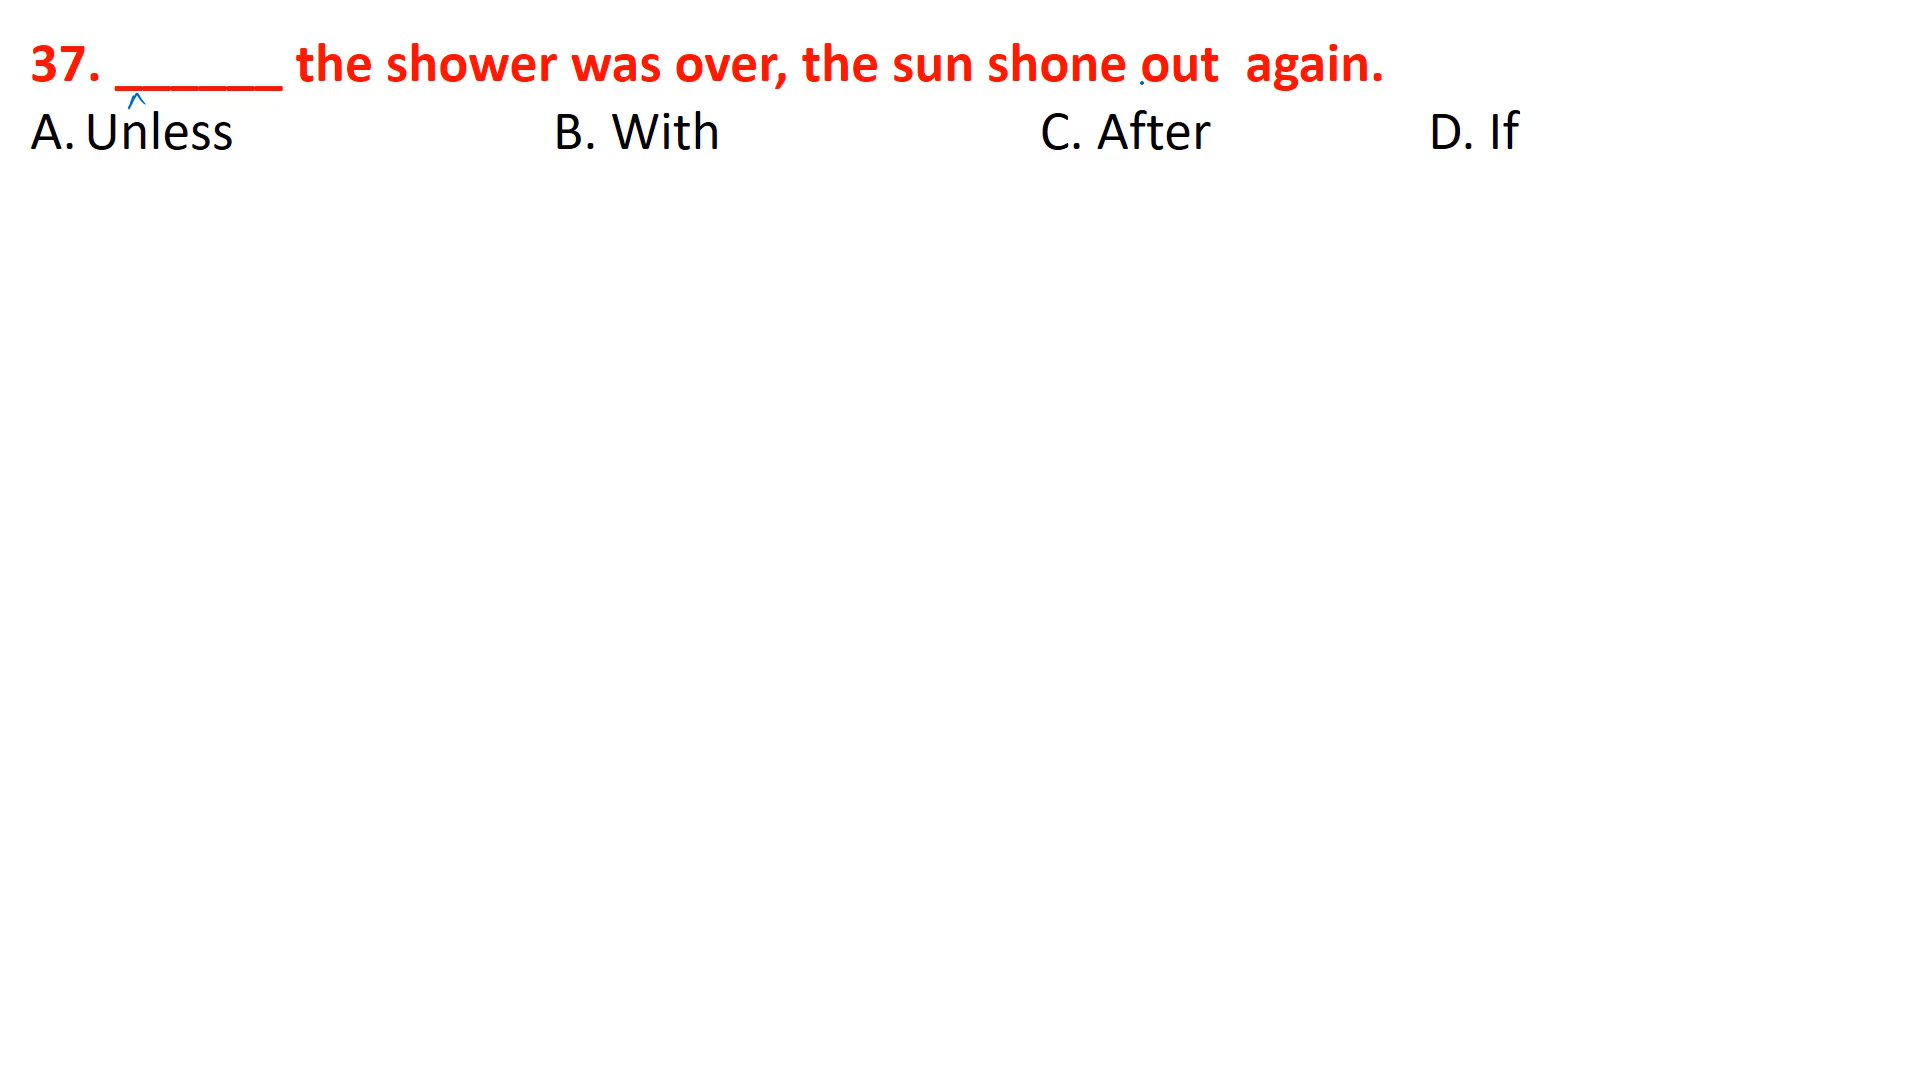 37. ______ the shower was over, the sun shone out  again.
A. Unless B. With C. After D. If